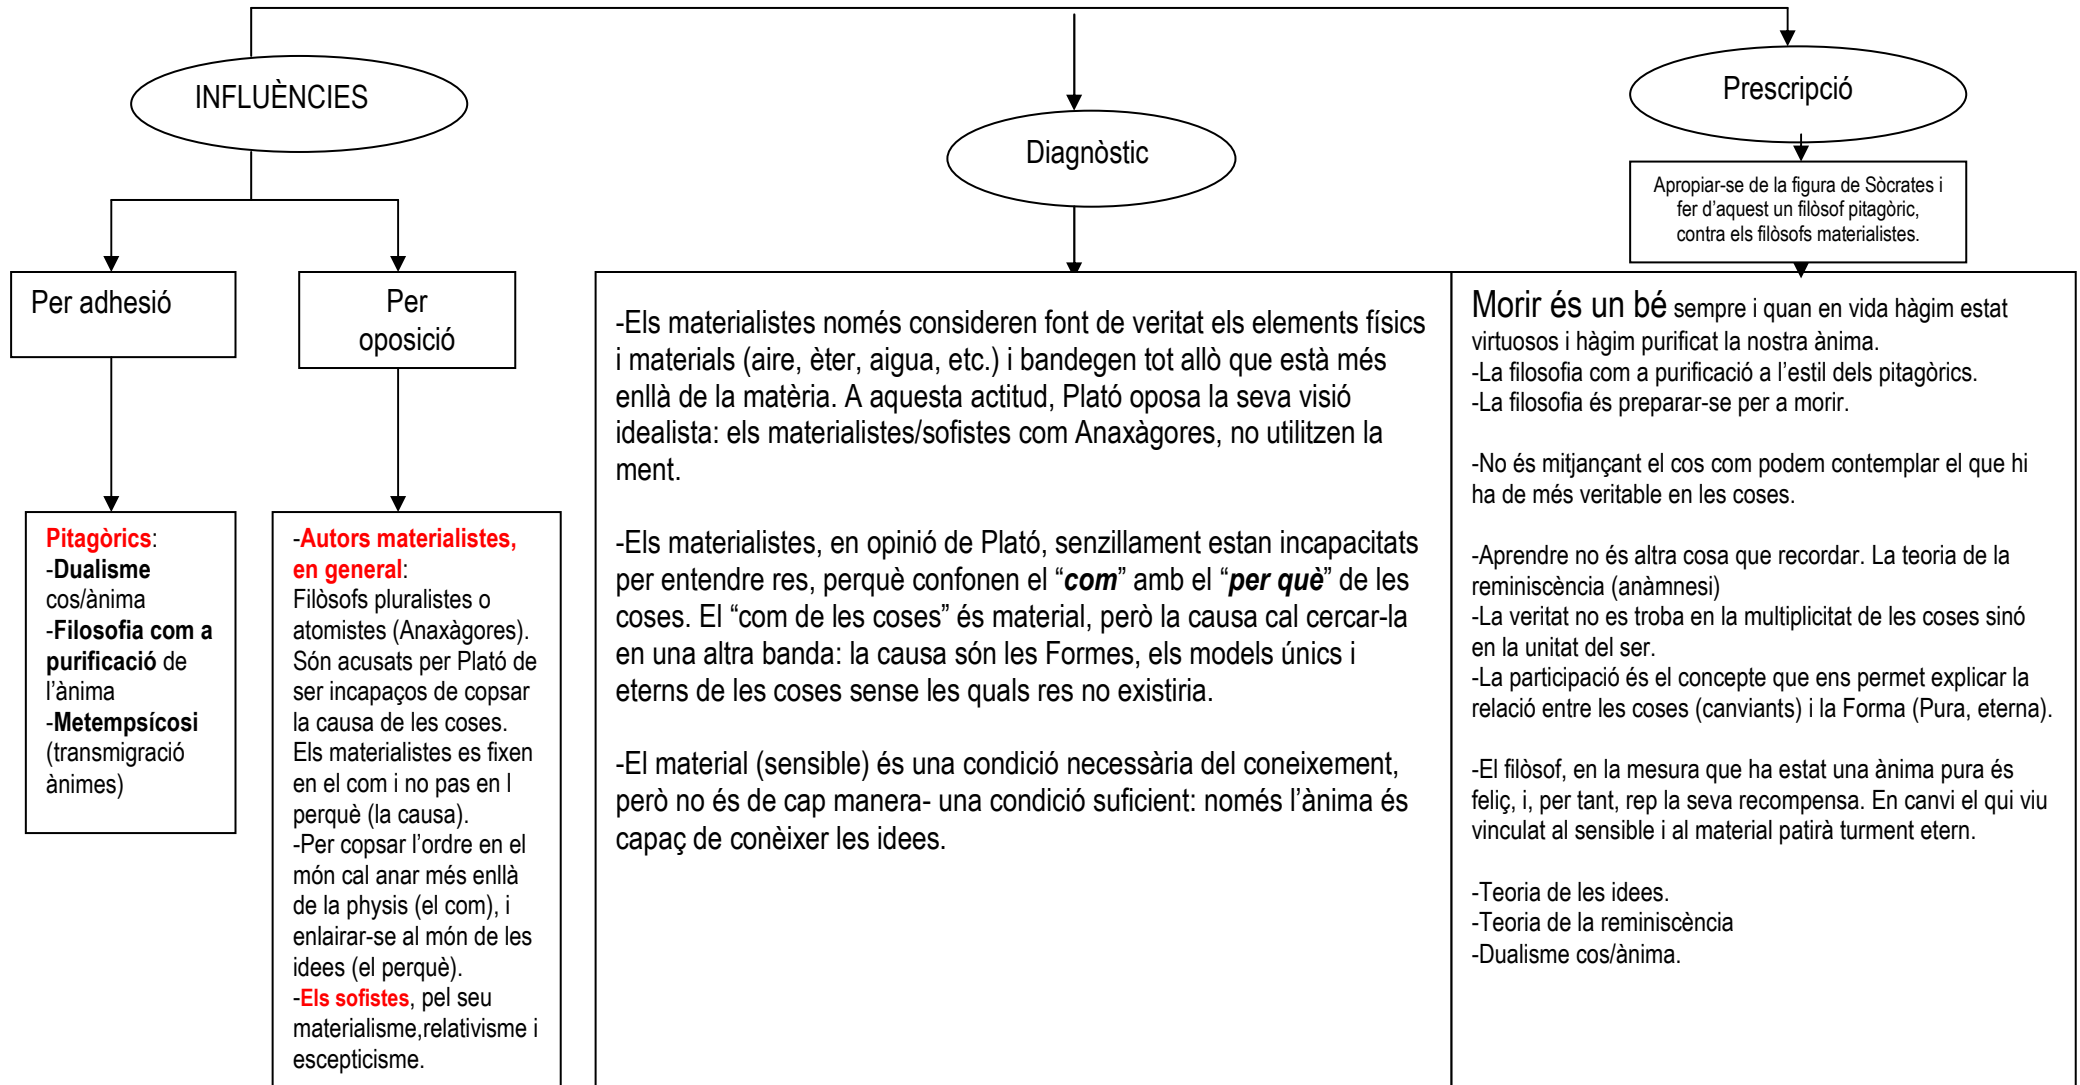 INFLUÈNCIES
Per adhesió
Pitagòrics:
-Dualisme
cos/ànima
-Filosofia com a
purificació de
l’ànima
-Metempsícosi
(transmigració
ànimes)
Per
oposició
-Autors materialistes,
en general:
Filòsofs pluralistes o
atomistes (Anaxàgores).
Són acusats per Plató de
ser incapaços de copsar
la causa de les coses.
Els materialistes es fixen
en el com i no pas en l
perquè (la causa).
-Per copsar l’ordre en el
món cal anar més enllà
de la physis (el com), i
enlairar-se al món de les
idees (el perquè).
-Els sofistes, pel seu
materialisme,relativisme i
escepticisme.
Diagnòstic
-Els materialistes només consideren font de veritat els elements físics
i materials (aire, èter, aigua, etc.) i bandegen tot allò que està més
enllà de la matèria. A aquesta actitud, Plató oposa la seva visió
idealista: els materialistes/sofistes com Anaxàgores, no utilitzen la
ment.
-Els materialistes, en opinió de Plató, senzillament estan incapacitats
per entendre res, perquè confonen el “com” amb el “per què” de les
coses. El “com de les coses” és material, però la causa cal cercar-la
en una altra banda: la causa són les Formes, els models únics i
eterns de les coses sense les quals res no existiria.
-El material (sensible) és una condició necessària del coneixement,
però no és de cap manera- una condició suficient: només l’ànima és
capaç de conèixer les idees.
Prescripció
Apropiar-se de la figura de Sòcrates i
fer d’aquest un filòsof pitagòric,
contra els filòsofs materialistes.
Morir és un bé sempre i quan en vida hàgim estat
virtuosos i hàgim purificat la nostra ànima.
-La filosofia com a purificació a l’estil dels pitagòrics.
-La filosofia és preparar-se per a morir.
-No és mitjançant el cos com podem contemplar el que hi
ha de més veritable en les coses.
-Aprendre no és altra cosa que recordar. La teoria de la
reminiscència (anàmnesi)
-La veritat no es troba en la multiplicitat de les coses sinó
en la unitat del ser.
-La participació és el concepte que ens permet explicar la
relació entre les coses (canviants) i la Forma (Pura, eterna).
-El filòsof, en la mesura que ha estat una ànima pura és
feliç, i, per tant, rep la seva recompensa. En canvi el qui viu
vinculat al sensible i al material patirà turment etern.
-Teoria de les idees.
-Teoria de la reminiscència
-Dualisme cos/ànima.